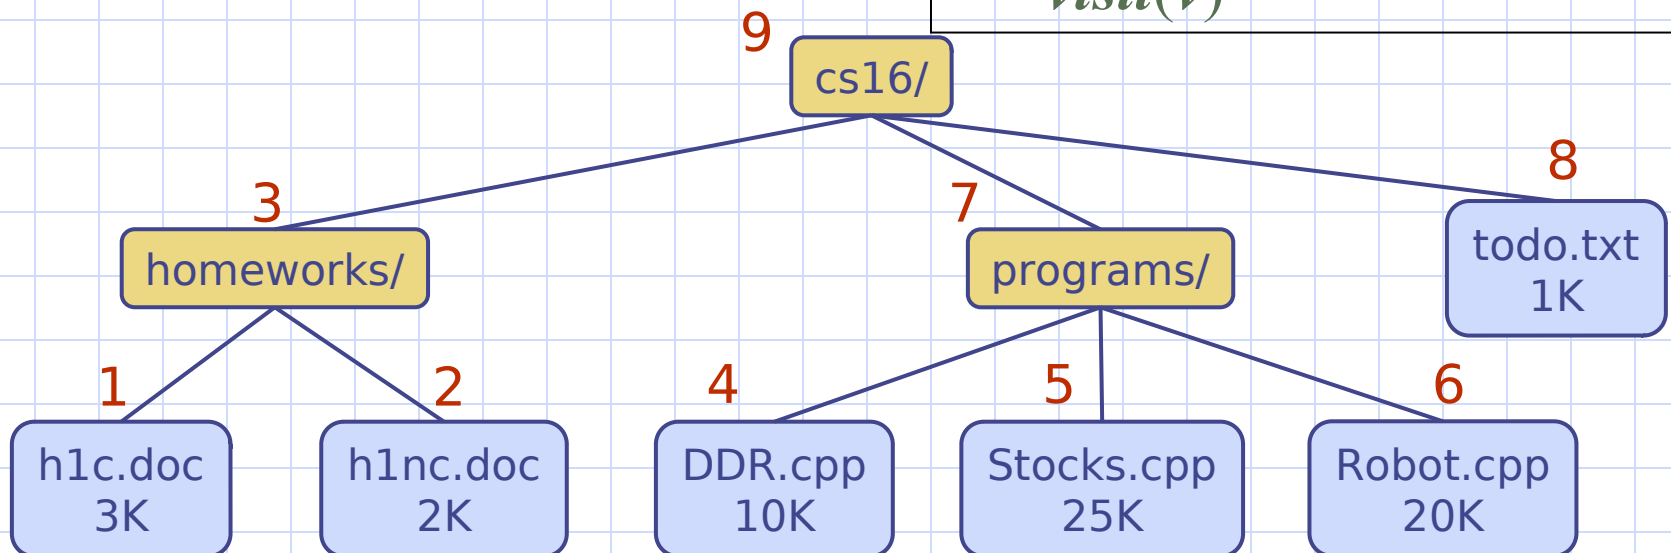 visit(v)
9
cs16/
8
3
7
todo.txt
1K
homeworks/
programs/
1
2
4
5
6
h1c.doc
3K
h1nc.doc
2K
DDR.cpp
10K
Stocks.cpp
25K
Robot.cpp
20K